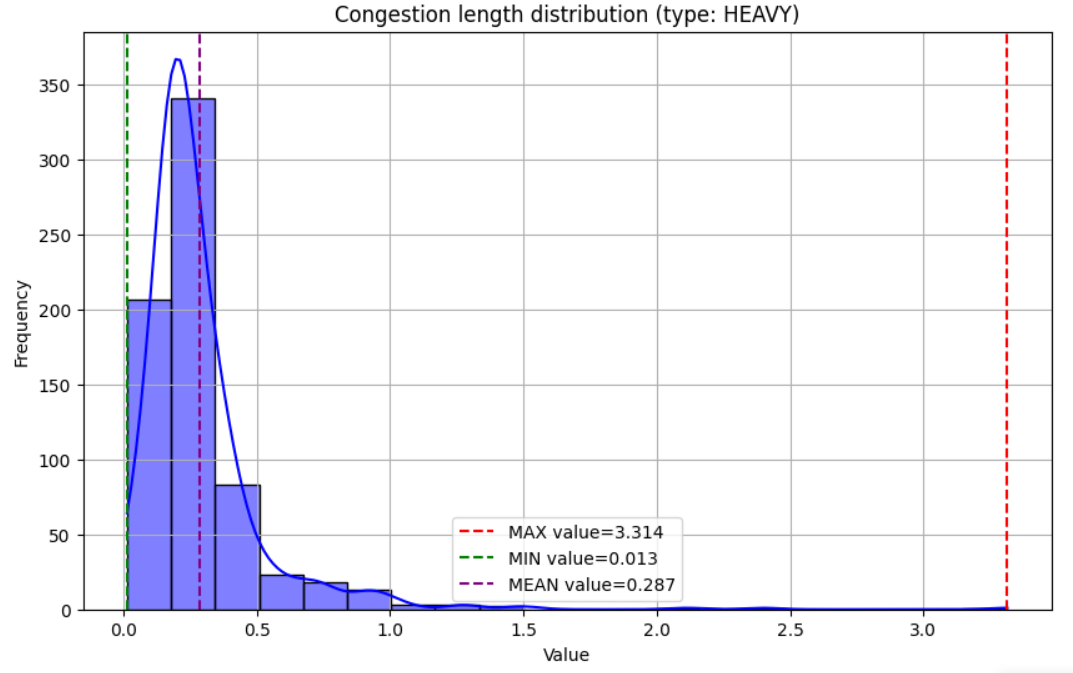 Congestion length distribution (type: HEAVY)
Frequency
350
300
250
200
150
100
50
0
MAX value=3.314
MIN value=0.013
MEAN value=0.287
0.0 0.5 1.0 1.5 2.0 2.5 3.0
Value